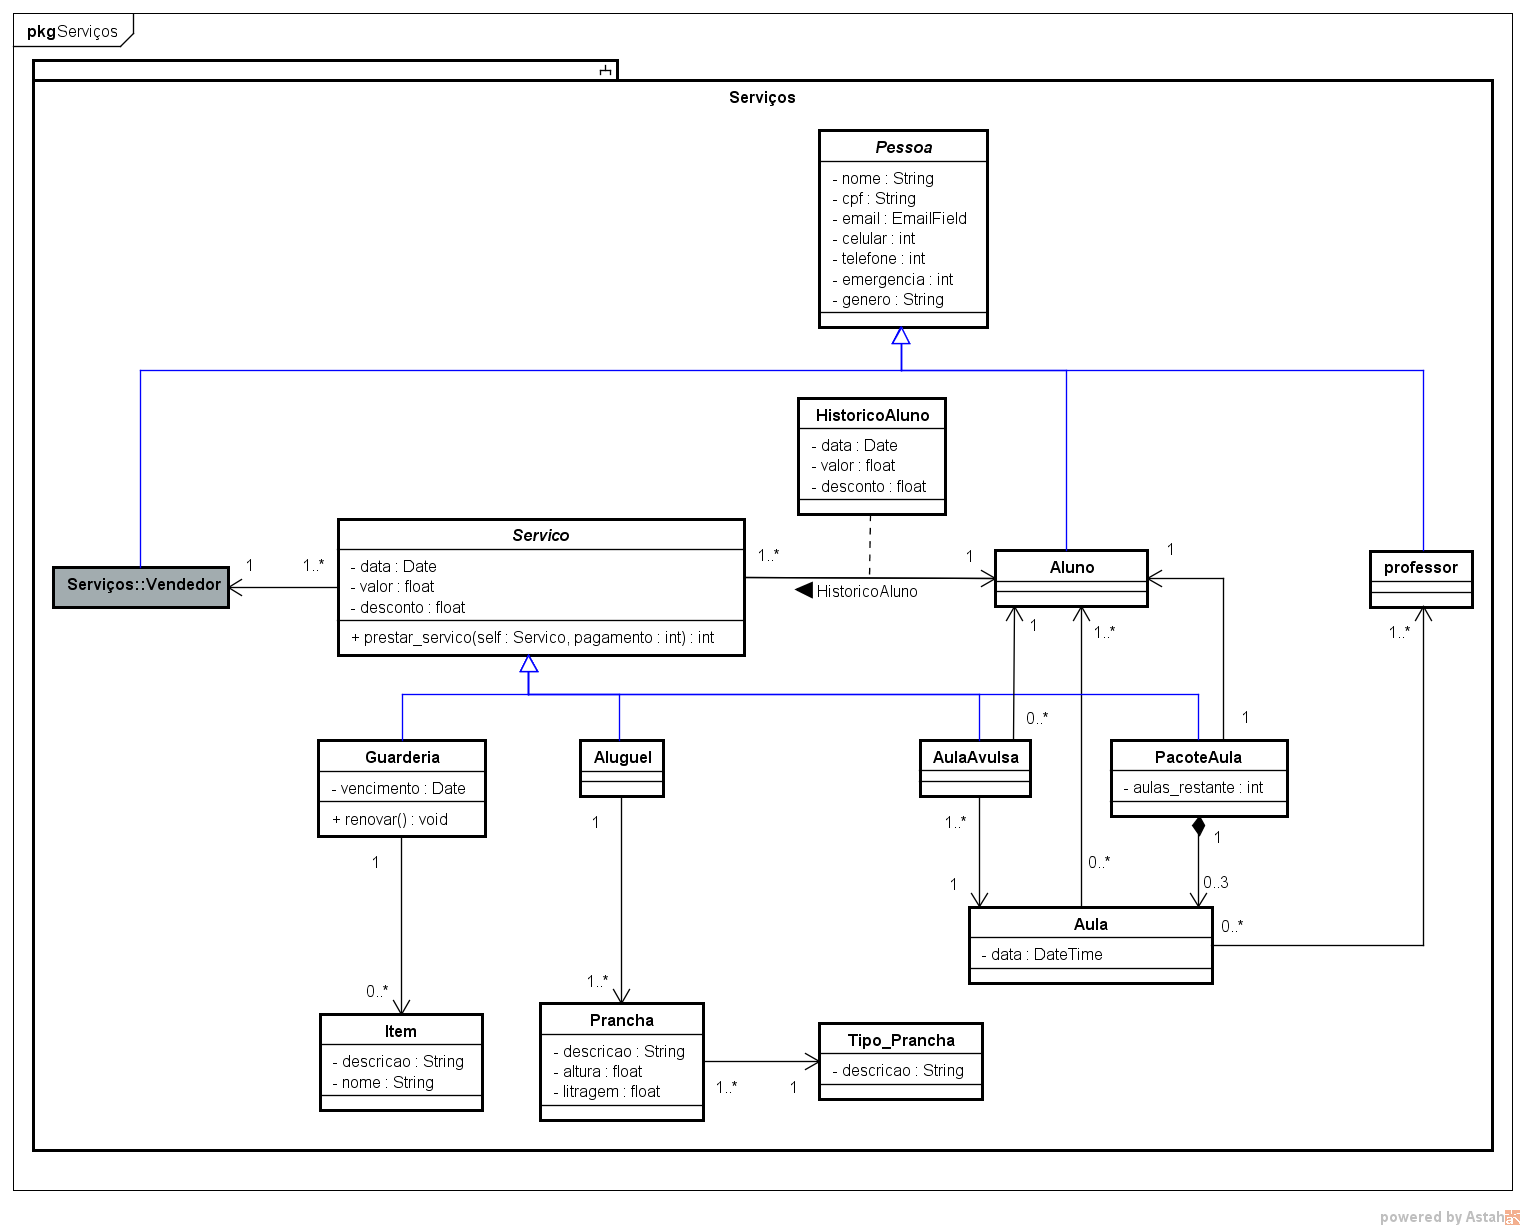 pkg Serviços
Serviços
Pessoa
- nome : String
- cpf : String
- email : EmailField
- celular : int
- telefone : int
- emergencia : int
- genero : String
HistoricoAluno
- data : Date
- valor : float
- desconto : float
Serviços::Vendedor
1
1..*
Servico
- data : Date
- valor : float
- desconto : float
+ prestar_servico(self : Servico, pagamento : int) : int
1..*
1
HistoricoAluno
Aluno
1
professor
1
1..*
1..*
0..*
1
Guarderia
- vencimento : Date
+ renovar() : void
Aluguel
AulaAvulsa
PacoteAula
- aulas_restante : int
1
1
1..*
1
0..*
1
0..3
Aula
- data : DateTime
0..*
0..*
1..*
Item
- descricao : String
- nome : String
Prancha
- descricao : String
- altura : float
- litragem : float
1..*
1
Tipo_Prancha
- descricao : String
powered by Astah